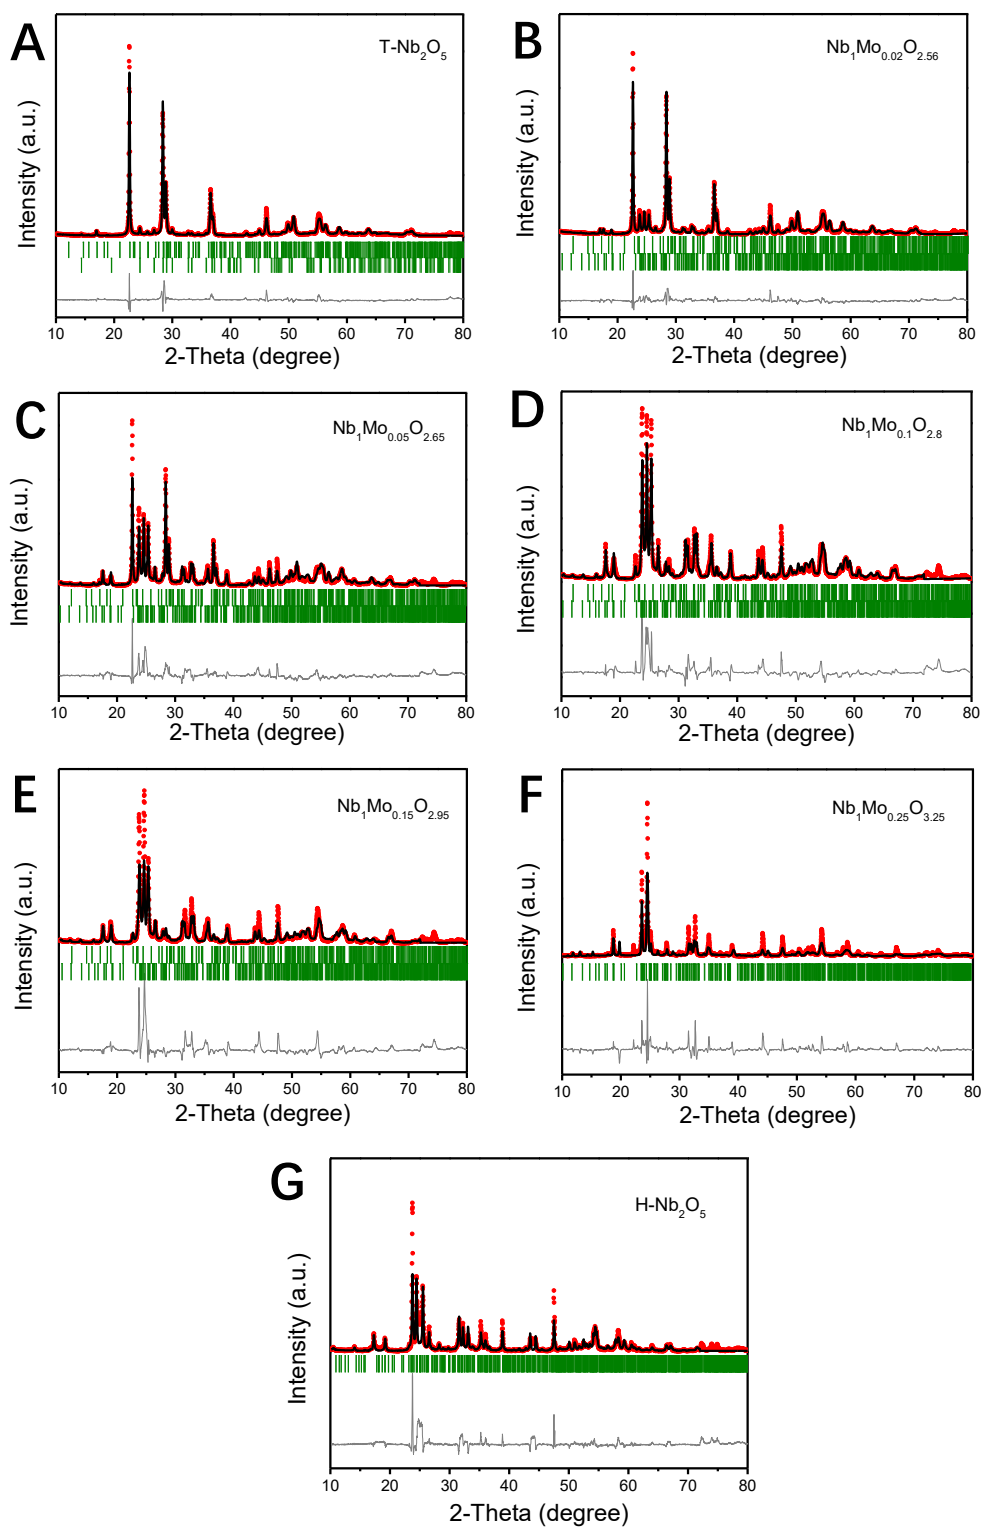 A
T-Nb2O5
Intensity (a.u.)
10 20 30 40 50 60 70 80
2-Theta (degree)
B
Nb1Mo0.02O2.56
Intensity (a.u.)
10 20 30 40 50 60 70 80
2-Theta (degree)
C
Nb1Mo0.05O2.65
Intensity (a.u.)
10 20 30 40 50 60 70 80
2-Theta (degree)
D
Nb1Mo0.1O2.8
Intensity (a.u.)
10 20 30 40 50 60 70 80
2-Theta (degree)
E
Nb1Mo0.15O2.95
Intensity (a.u.)
10 20 30 40 50 60 70 80
2-Theta (degree)
F
Nb1Mo0.25O3.25
Intensity (a.u.)
10 20 30 40 50 60 70 80
2-Theta (degree)
G
H-Nb2O5
Intensity (a.u.)
10 20 30 40 50 60 70 80
2-Theta (degree)